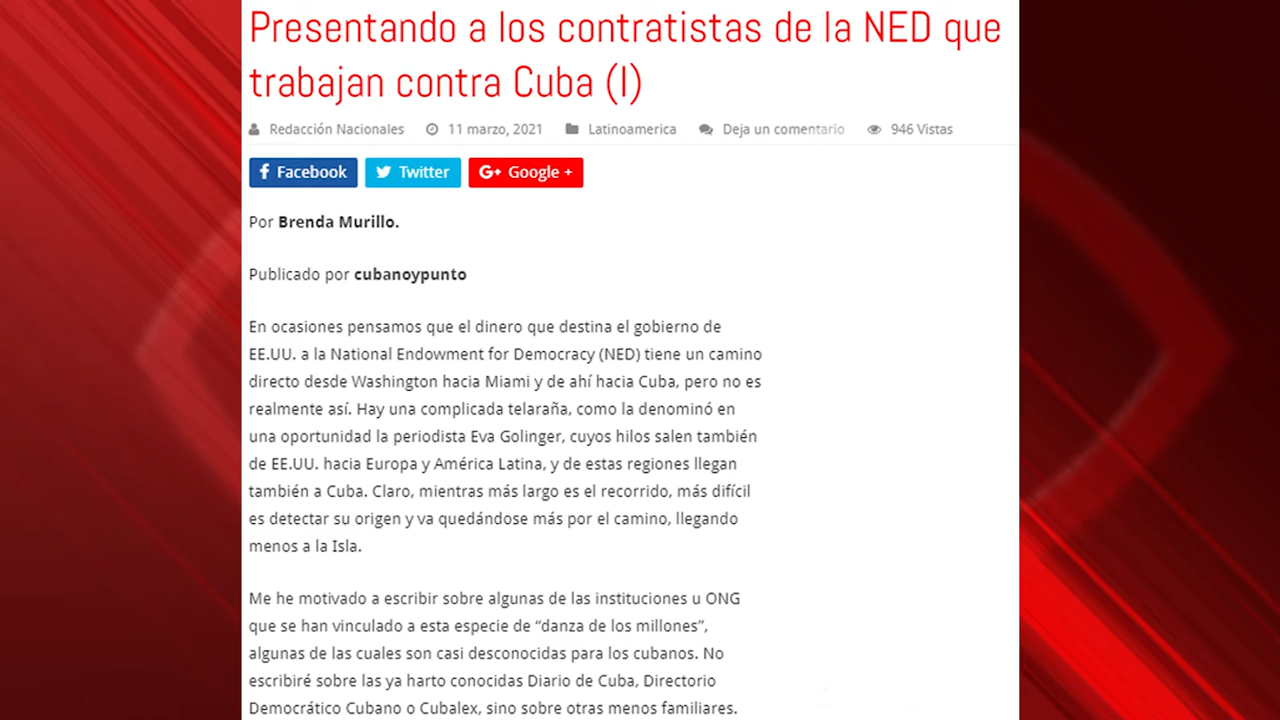 Presentando a los contratistas de la NED que
trabajan contra Cuba (I)
Redacción Nacionales 11 marzo, 2021 Latinoamerica Deja un comentario 946 Vistas
Facebook Twitter G+ Google +
Por Brenda Murillo.
Publicado por cubanoypunto
En ocasiones pensamos que el dinero que destina el gobierno de
EE.UU. a la National Endowment for Democracy (NED) tiene un camino
directo desde Washington hacia Miami y de ahí hacia Cuba, pero no es
realmente así. Hay una complicada telaraña, como la denominó en
una oportunidad la periodista Eva Golinger, cuyos hilos salen también
de EE.UU. hacia Europa y América Latina, y de estas regiones llegan
también a Cuba. Claro, mientras más largo es el recorrido, más difícil
es detectar su origen y va quedándose más por el camino, llegando
menos a la Isla.
Me he motivado a escribir sobre algunas de las instituciones u ONG
que se han vinculado a esta especie de “danza de los millones”,
algunas de las cuales son casi desconocidas para los cubanos. No
escribiré sobre las ya harto conocidas Diario de Cuba, Directorio
Democrático Cubano o Cubalex, sino sobre otras menos familiares.